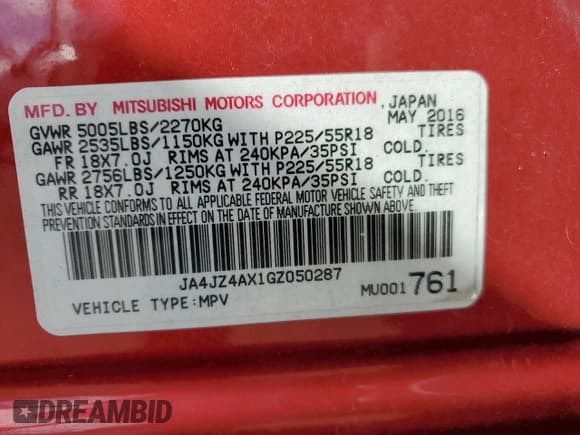 MFD. BY MITSUBISHI MOTORS CORPORATION, JAPAN
GVWR 5005LBS/2270KG MAY 2016
GAWR 2535LBS/1150KG WITH P225/55R18 TIRES
FR 18X7.0J RIMS AT 240KPA/35PSI COLD.
GAWR 2756LBS/1250KG WITH P225/55R18 TIRES
RR 18X7.0J RIMS AT 240KPA/35PSI COLD.
THIS VEHICLE CONFORMS TO ALL APPLICABLE FEDERAL MOTOR VEHICLE SAFETY AND THEFT
PREVENTION STANDARDS IN EFFECT ON THE DATE OF MANUFACTURE SHOWN ABOVE.
JA4JZ4AX1GZ050287
VEHICLE TYPE:MPV MU001 761
DREAMBID